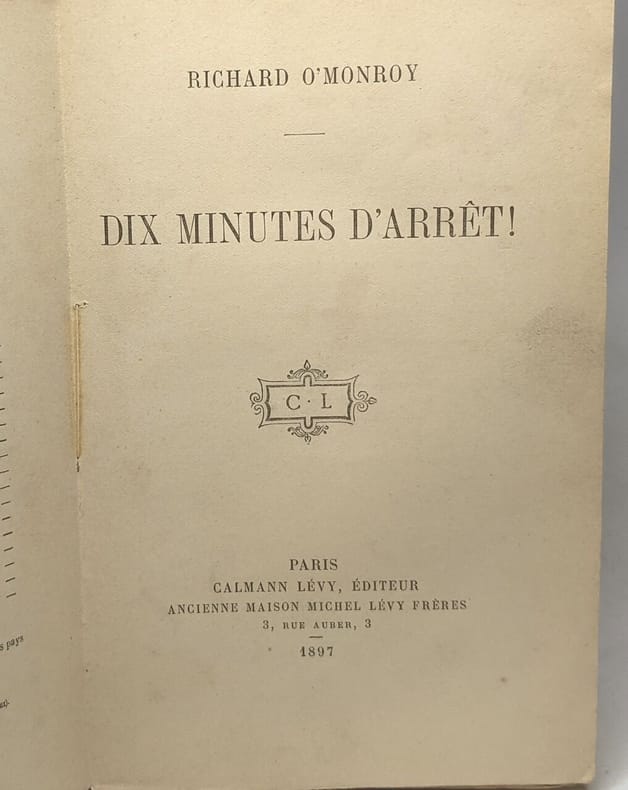 s pays
RICHARD O'MONROY
DIX MINUTES D'ARRÊT!
C · L
PARIS
CALMANN LÉVY, ÉDITEUR
ANCIENNE MAISON MICHEL LÉVY FRÈRES
3, RUE AUBER, 3
1897